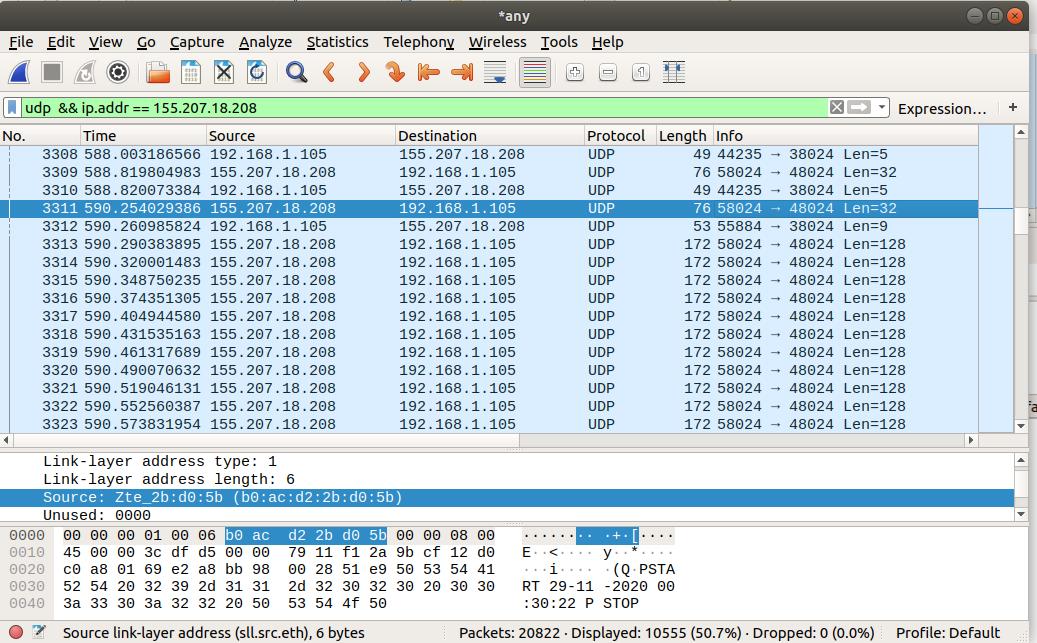 *any
File Edit View Go Capture Analyze Statistics Telephony Wireless Tools Help
udp && ip.addr == 155.207.18.208 Expression… +
No. Time Source Destination Protocol Length Info
3308 588.003186566 192.168.1.105 155.207.18.208 UDP 49 44235 → 38024 Len=5
3309 588.819804983 155.207.18.208 192.168.1.105 UDP 76 58024 → 48024 Len=32
3310 588.820073384 192.168.1.105 155.207.18.208 UDP 49 44235 → 38024 Len=5
3311 590.254029386 155.207.18.208 192.168.1.105 UDP 76 58024 → 48024 Len=32
3312 590.260985824 192.168.1.105 155.207.18.208 UDP 53 55884 → 38024 Len=9
3313 590.290383895 155.207.18.208 192.168.1.105 UDP 172 58024 → 48024 Len=128
3314 590.320001483 155.207.18.208 192.168.1.105 UDP 172 58024 → 48024 Len=128
3315 590.348750235 155.207.18.208 192.168.1.105 UDP 172 58024 → 48024 Len=128
3316 590.374351305 155.207.18.208 192.168.1.105 UDP 172 58024 → 48024 Len=128
3317 590.404944580 155.207.18.208 192.168.1.105 UDP 172 58024 → 48024 Len=128
3318 590.431535163 155.207.18.208 192.168.1.105 UDP 172 58024 → 48024 Len=128
3319 590.461317689 155.207.18.208 192.168.1.105 UDP 172 58024 → 48024 Len=128
3320 590.490070632 155.207.18.208 192.168.1.105 UDP 172 58024 → 48024 Len=128
3321 590.519046131 155.207.18.208 192.168.1.105 UDP 172 58024 → 48024 Len=128
3322 590.552560387 155.207.18.208 192.168.1.105 UDP 172 58024 → 48024 Len=128
3323 590.573831954 155.207.18.208 192.168.1.105 UDP 172 58024 → 48024 Len=128
Link-layer address type: 1
Link-layer address length: 6
Source: Zte_2b:d0:5b (b0:ac:d2:2b:d0:5b)
Unused: 0000
0000 00 00 00 01 00 06 b0 ac d2 2b d0 5b 00 00 08 00 ········ ·+·[····
0010 45 00 00 3c df d5 00 00 79 11 f1 2a 9b cf 12 d0 E··<···· y··*····
0020 c0 a8 01 69 e2 a8 bb 98 00 28 51 e9 50 53 54 41 ···i···· ·(Q·PSTA
0030 52 54 20 32 39 2d 31 31 2d 32 30 32 30 20 30 30 RT 29-11 -2020 00
0040 3a 33 30 3a 32 32 20 50 53 54 4f 50 :30:22 P STOP
Source link-layer address (sll.src.eth), 6 bytes Packets: 20822 · Displayed: 10555 (50.7%) · Dropped: 0 (0.0%) Profile: Default